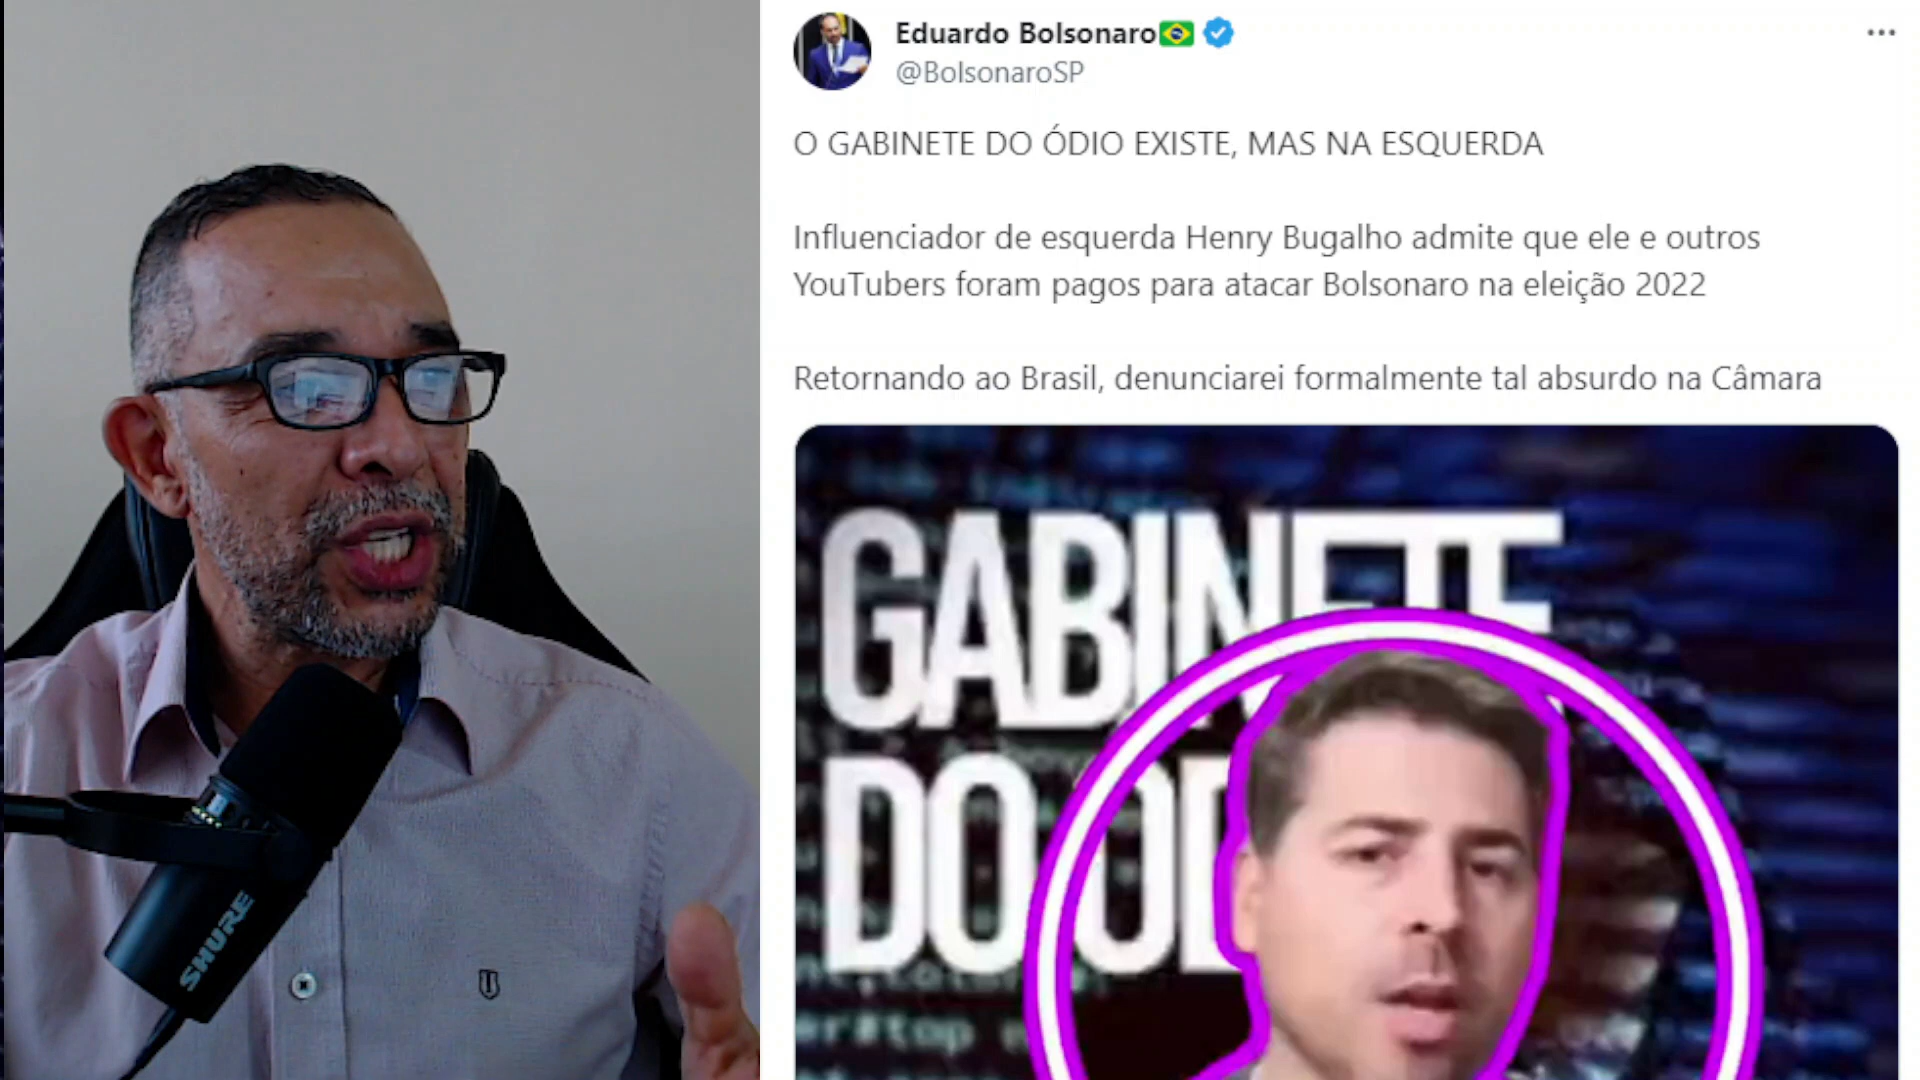 Eduardo Bolsonaro
@BolsonaroSP
O GABINETE DO ÓDIO EXISTE, MAS NA ESQUERDA
Influenciador de esquerda Henry Bugalho admite que ele e outros
YouTubers foram pagos para atacar Bolsonaro na eleição 2022
Retornando ao Brasil, denunciarei formalmente tal absurdo na Câmara
GABINETE
DO
SHURE